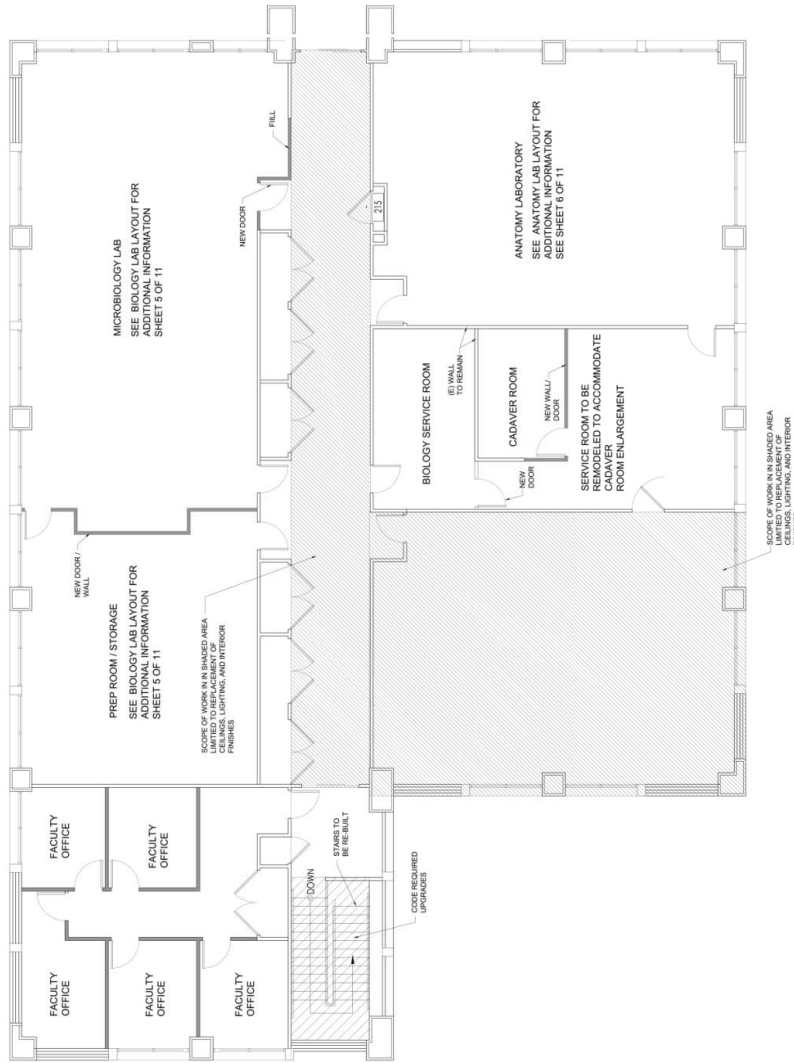 MICROBIOLOGY LAB
SEE BIOLOGY LAB LAYOUT FOR
ADDITIONAL INFORMATION
SHEET 5 OF 11
NEW DOOR
FIILL
215
ANATOMY LABORATORY
SEE ANATOMY LAB LAYOUT FOR
ADDITIONAL INFORMATION
SEE SHEET 6 OF 11
PREP ROOM / STORAGE
SEE BIOLOGY LAB LAYOUT FOR
ADDITIONAL INFORMATION
SHEET 5 OF 11
NEW DOOR /
WALL
SCOPE OF WORK IN IN SHADED AREA
LIMITIED TO REPLACEMENT OF
CEILINGS, LIGHTING, AND INTERIOR
FINISHES
BIOLOGY SERVICE ROOM
(E) WALL
TO REMAIN
CADAVER ROOM
NEW WALL/
DOOR
NEW
DOOR
SERVICE ROOM TO BE
REMODELED TO ACCOMMODATE
CADAVER
ROOM ENLARGEMENT
SCOPE OF WORK IN IN SHADED AREA
LIMITIED TO REPLACEMENT OF
CEILINGS, LIGHTING, AND INTERIOR
FACULTY
OFFICE
FACULTY
OFFICE
FACULTY
OFFICE
FACULTY
OFFICE
FACULTY
OFFICE
DOWN
STAIRS TO
BE RE-BUILT
CODE REQUIRED
UPGRADES